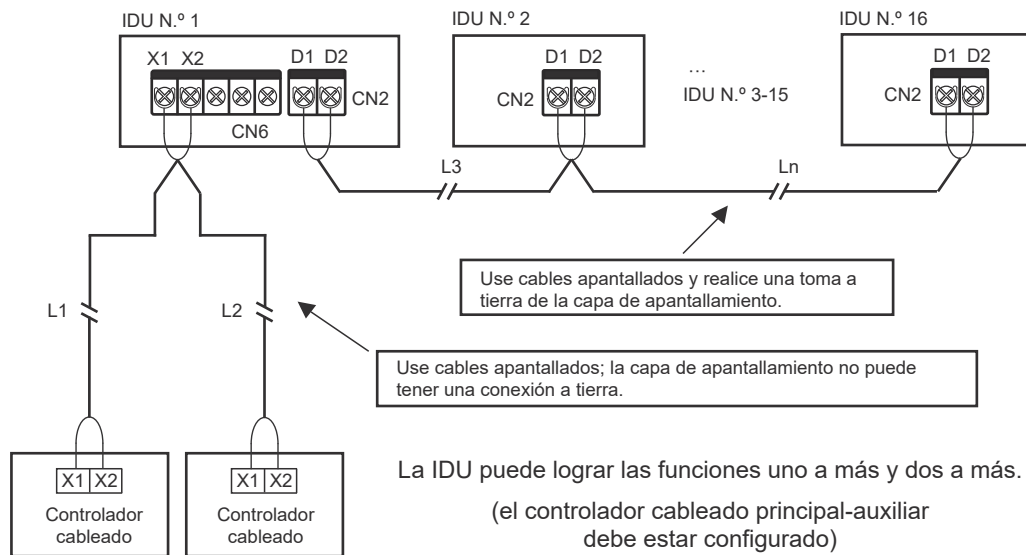 IDU N.º 1
IDU N.º 2
IDU N.º 16
X1 X2
D1 D2
CN2
CN6
D1 D2
CN2
...
IDU N.º 3-15
D1 D2
CN2
L3
Ln
Use cables apantallados y realice una toma a
tierra de la capa de apantallamiento.
L1
L2
Use cables apantallados; la capa de apantallamiento no puede
tener una conexión a tierra.
X1 X2
Controlador
cableado
X1 X2
Controlador
cableado
La IDU puede lograr las funciones uno a más y dos a más.
(el controlador cableado principal-auxiliar
debe estar configurado)